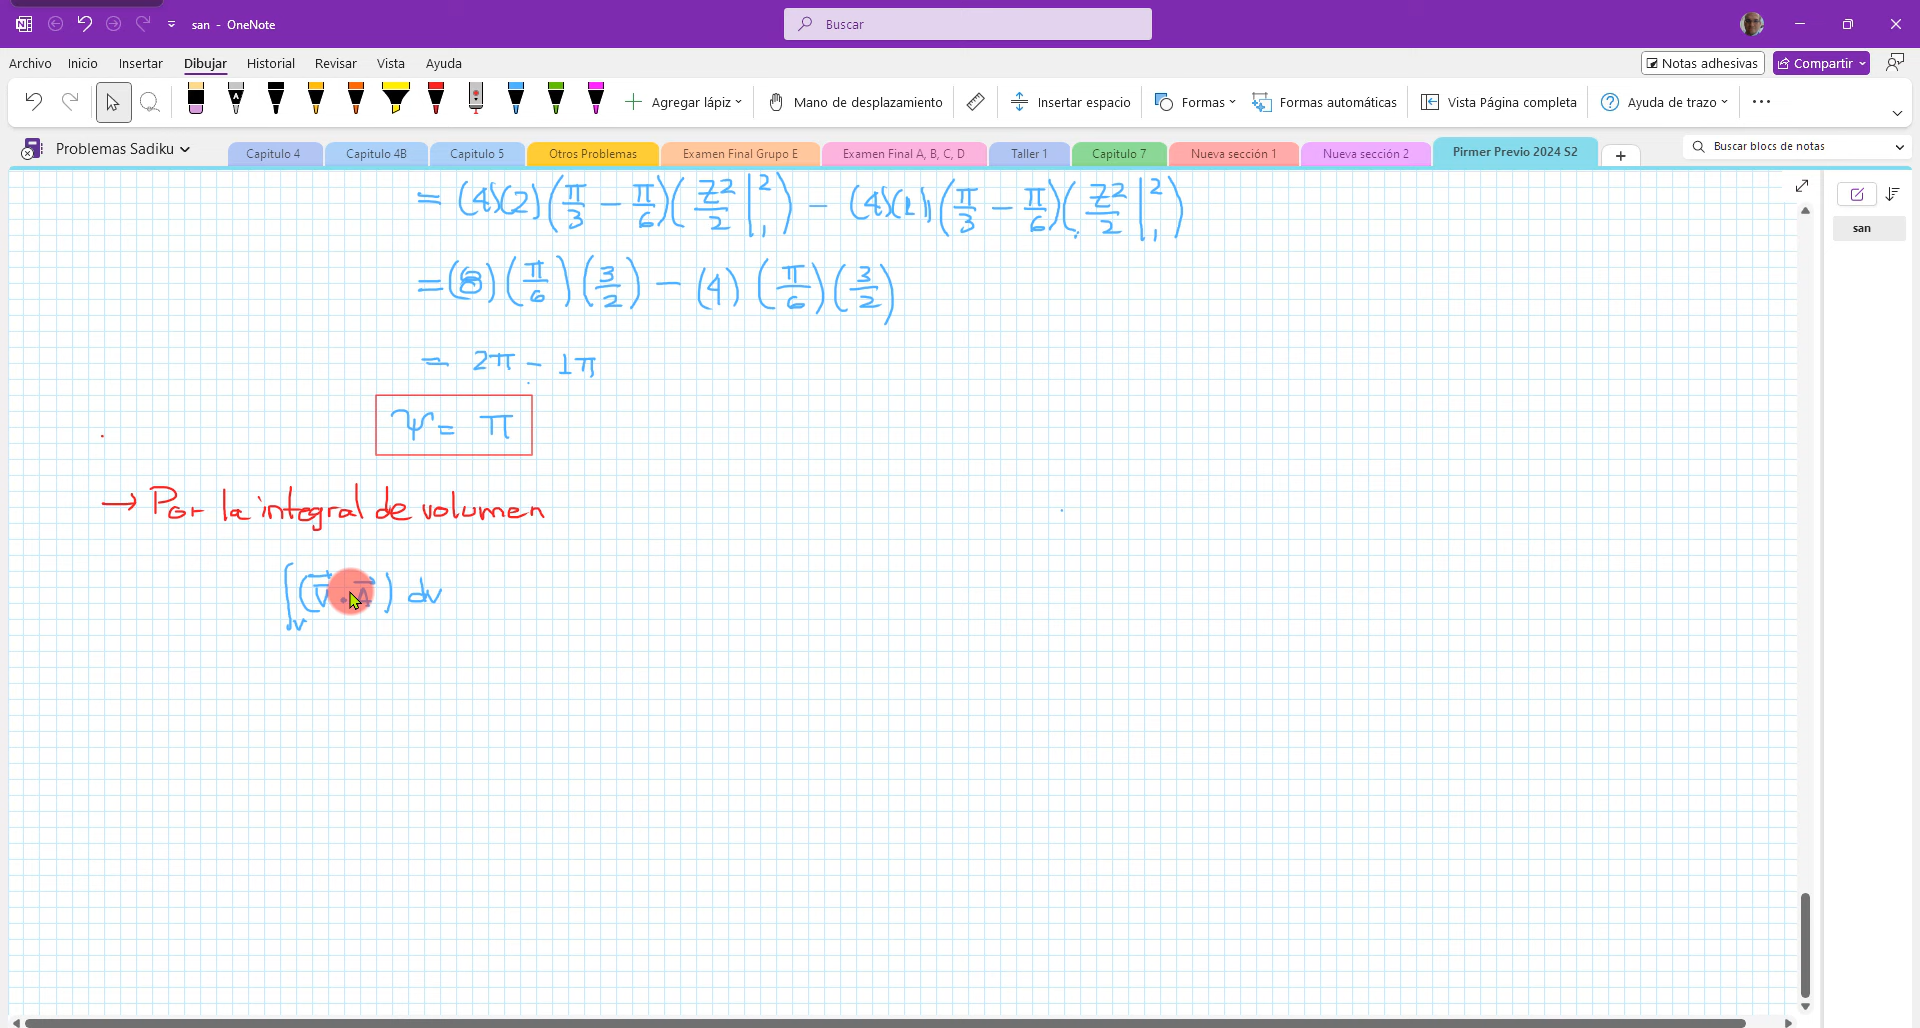 san - OneNote
Buscar
Archivo Inicio Insertar Dibujar Historial Revisar Vista Ayuda
Notas adhesivas Compartir
Agregar lápiz Mano de desplazamiento Insertar espacio Formas Formas automáticas Vista Página completa Ayuda de trazo
Problemas Sadiku Capitulo 4 Capitulo 4B Capitulo 5 Otros Problemas Examen Final Grupo E Examen Final A, B, C, D Taller 1 Capitulo 7 Nueva sección 1 Nueva sección 2 Pirmer Previo 2024 S2 + Buscar blocs de notas
san
= (4)(2)(π/3 − π/6)(Z2/2 |₁²) − (4)(1)(π/3 − π/6)(Z2/2 |₁²)
= (8)(π/6)(3/2) − (4)(π/6)(3/2)
= 2π - 1π
Ψ = π
→ Por la integral de volumen
∫v (∇⃗ · A⃗) dv